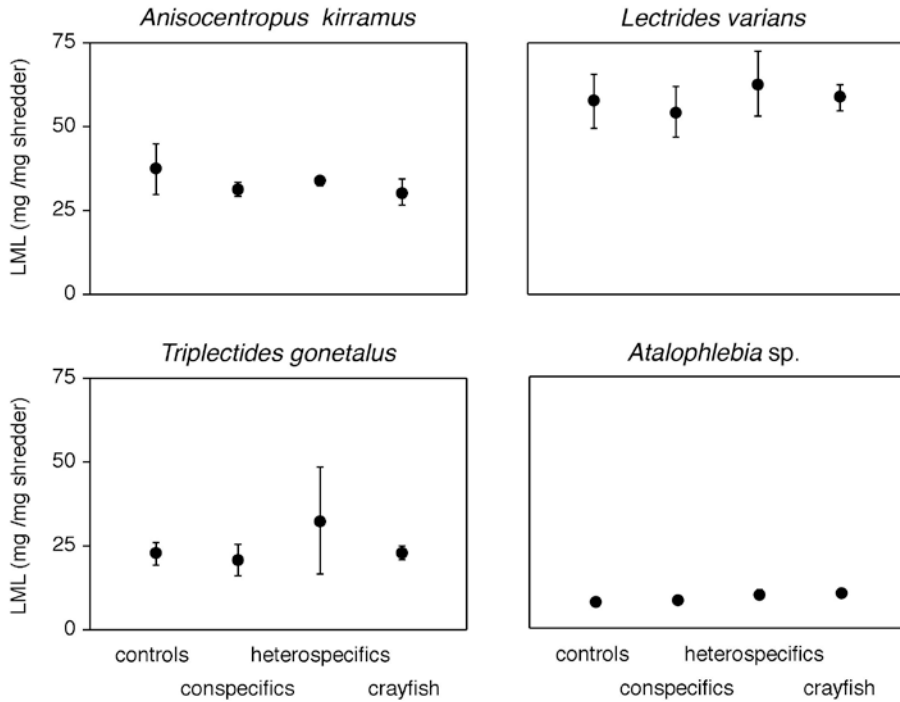 Anisocentropus kirramus
Lectrides varians
LML (mg /mg shredder)
75
50
25
0
Triplectides gonetalus
Atalophlebia sp.
LML (mg /mg shredder)
75
50
25
0
controls
heterospecifics
conspecifics
crayfish
controls
heterospecifics
conspecifics
crayfish